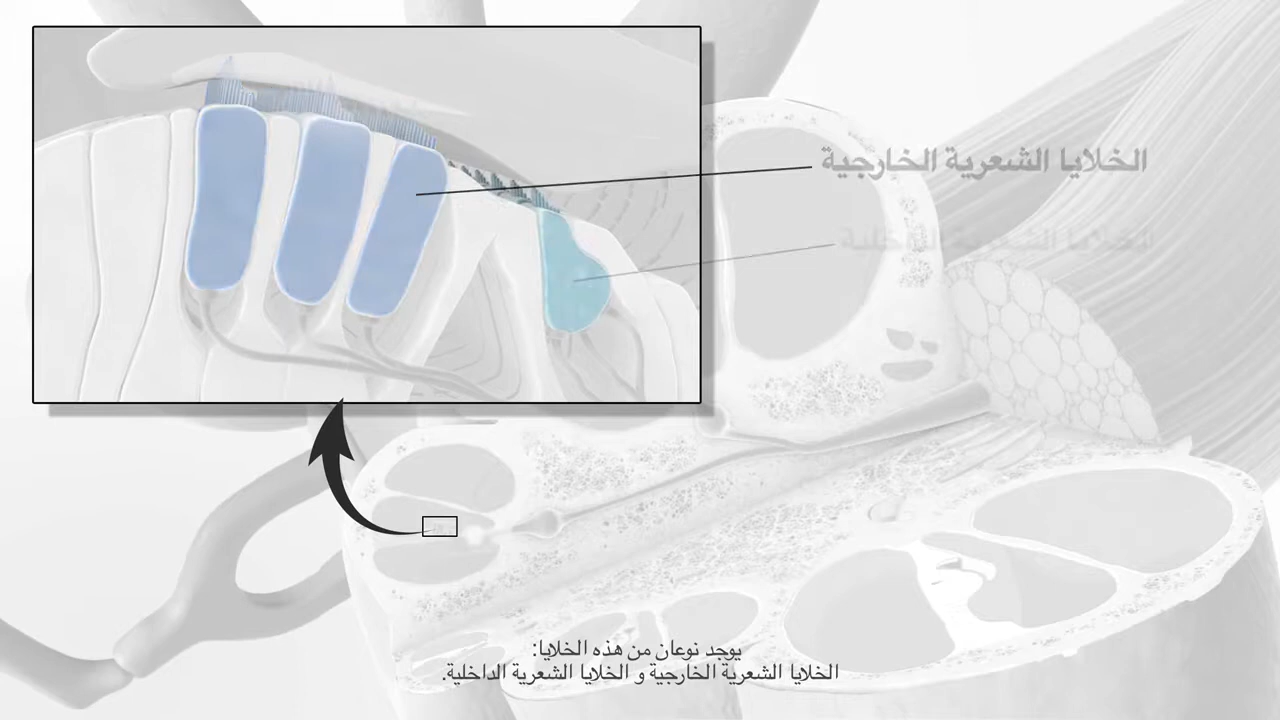 الخلايا الشعرية الخارجية
الخلايا الشعرية الداخلية
يوجد نوعان من هذه الخلايا:
الخلايا الشعرية الخارجية و الخلايا الشعرية الداخلية.